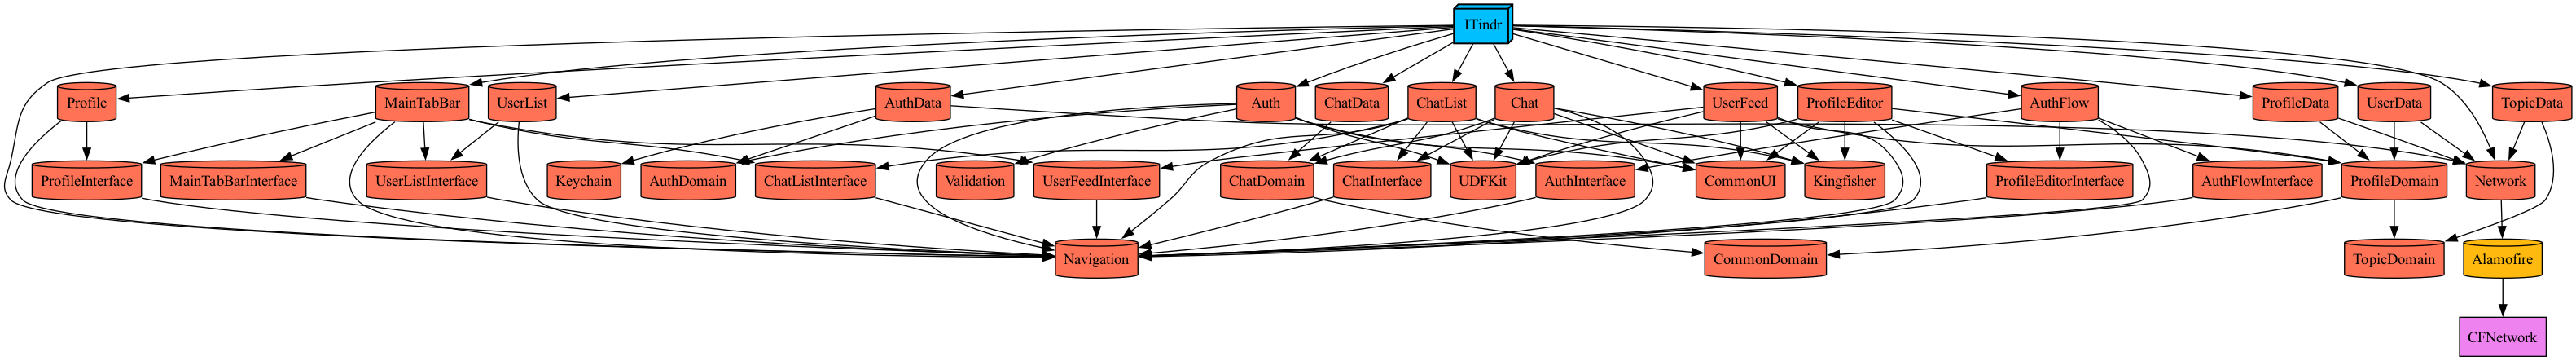 ITindr
Profile
MainTabBar
UserList
AuthData
Auth
ChatData
ChatList
Chat
UserFeed
ProfileEditor
AuthFlow
ProfileData
UserData
TopicData
ProfileInterface
MainTabBarInterface
UserListInterface
Keychain
AuthDomain
ChatListInterface
Validation
UserFeedInterface
ChatDomain
ChatInterface
UDFKit
AuthInterface
CommonUI
Kingfisher
ProfileEditorInterface
AuthFlowInterface
ProfileDomain
Network
Navigation
CommonDomain
TopicDomain
Alamofire
CFNetwork